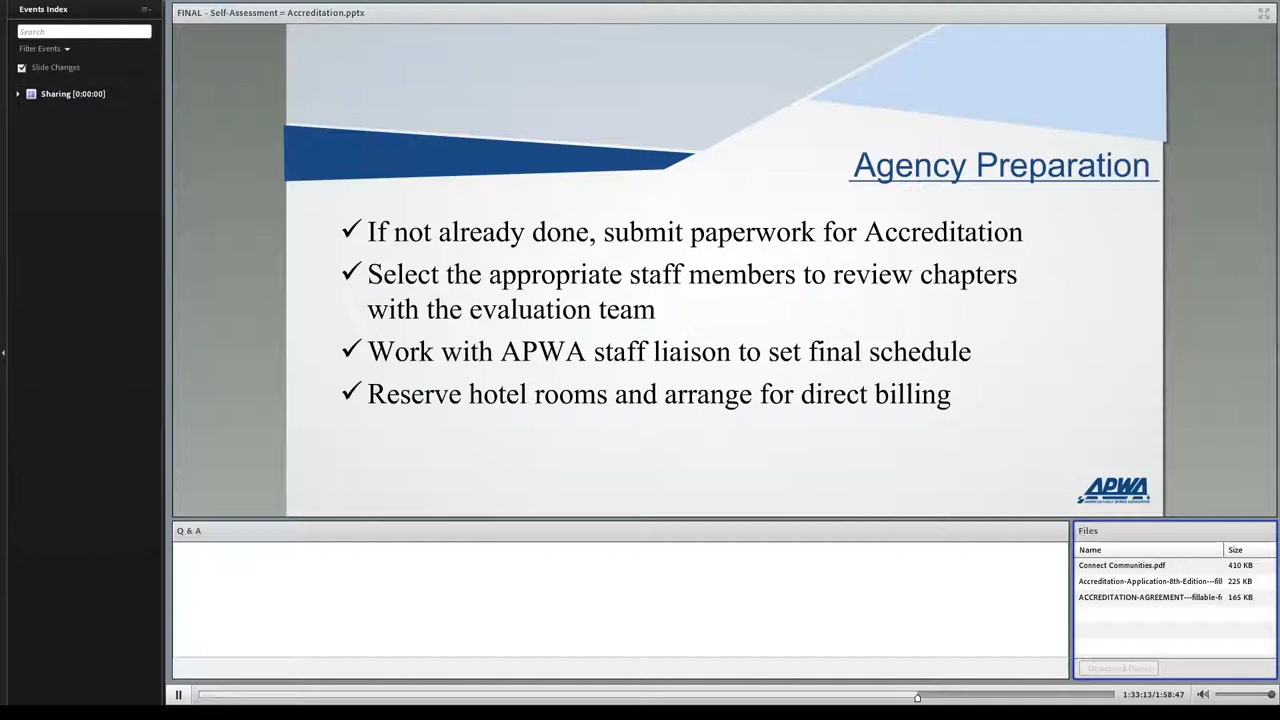 Events Index
Search
Filter Events
Slide Changes
Sharing [0:00:00]
FINAL - Self-Assessment = Accreditation.pptx
Agency Preparation
✓ If not already done, submit paperwork for Accreditation
✓ Select the appropriate staff members to review chapters
with the evaluation team
✓ Work with APWA staff liaison to set final schedule
✓ Reserve hotel rooms and arrange for direct billing
APWA
Q & A
Files
Name Size
Connect Communities.pdf 410 KB
Accreditation-Application-8th-Edition---fill 225 KB
ACCREDITATION-AGREEMENT---fillable-f 165 KB
1:33:13/1:58:47